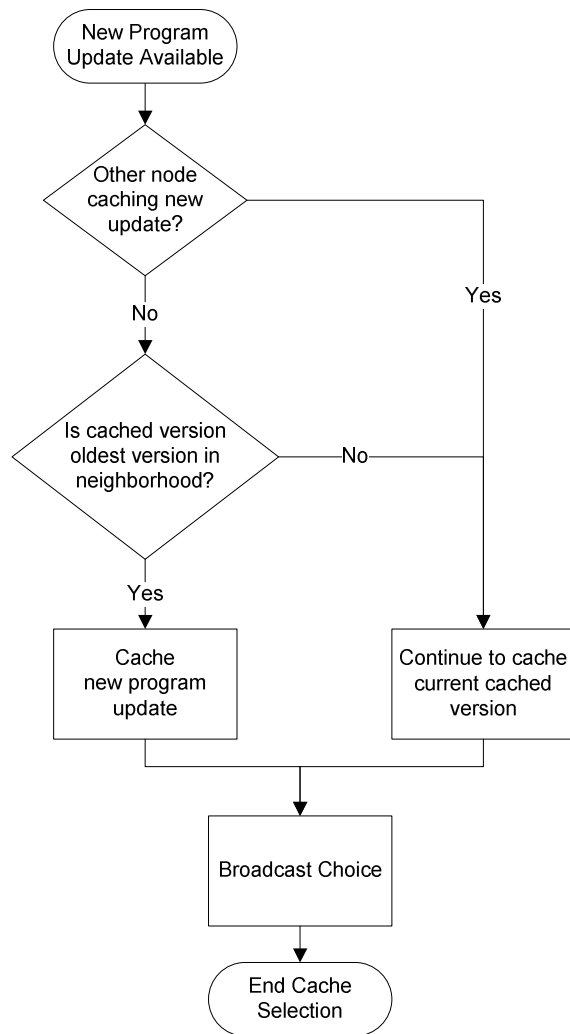 New Program
Update Available
Other node
caching new
update?
Yes
No
Is cached version
oldest version in
neighborhood?
No
Yes
Cache
new program
update
Continue to cache
current cached
version
Broadcast Choice
End Cache
Selection